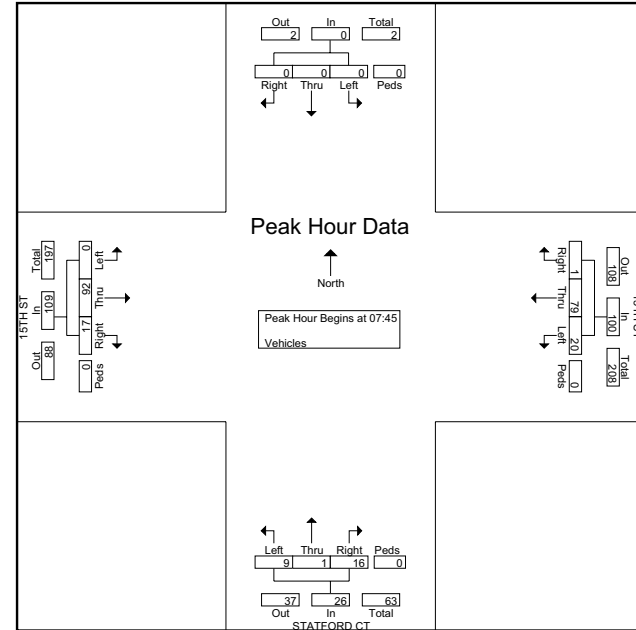 Out In Total
2 0 2
0 0 0 0
Right Thru Left Peds
Peak Hour Data
North
Peak Hour Begins at 07:45
Vehicles
15TH ST
Total In Out
197 109 88
0 92 17 0
Left Thru Right Peds
Right Thru Left Peds
1 79 20 0
Out In Total
108 100 208
Left Thru Right Peds
9 1 16 0
37 26 63
Out In Total
STATFORD CT